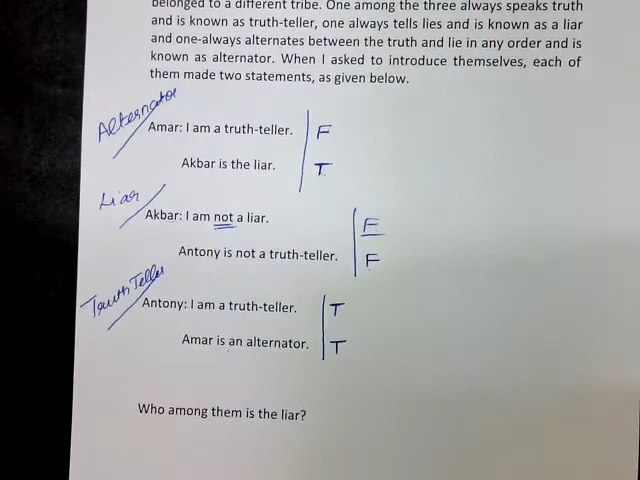 belonged to a different tribe. One among the three always speaks truth
and is known as truth-teller, one always tells lies and is known as a liar
and one-always alternates between the truth and lie in any order and is
known as alternator. When I asked to introduce themselves, each of
them made two statements, as given below.
Alternator
Amar: I am a truth-teller. F
Akbar is the liar. T
Liar
Akbar: I am not a liar. F
Antony is not a truth-teller. F
Truth Teller
Antony: I am a truth-teller. T
Amar is an alternator. T
Who among them is the liar?